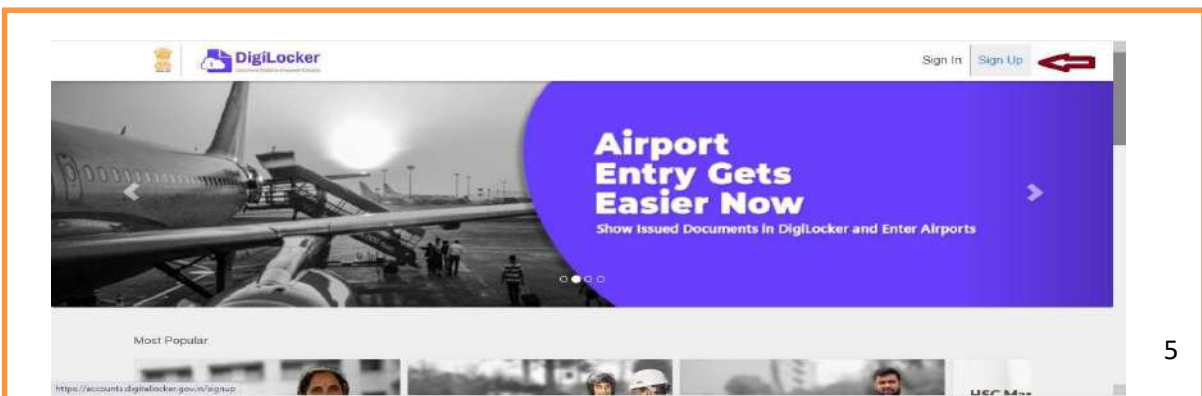 DigiLocker
Sign In
Sign Up
Airport
Entry Gets
Easier Now
Show Issued Documents in DigiLocker and Enter Airports
Most Popular
5
https://accounts.digitallocker.gov.in/signup